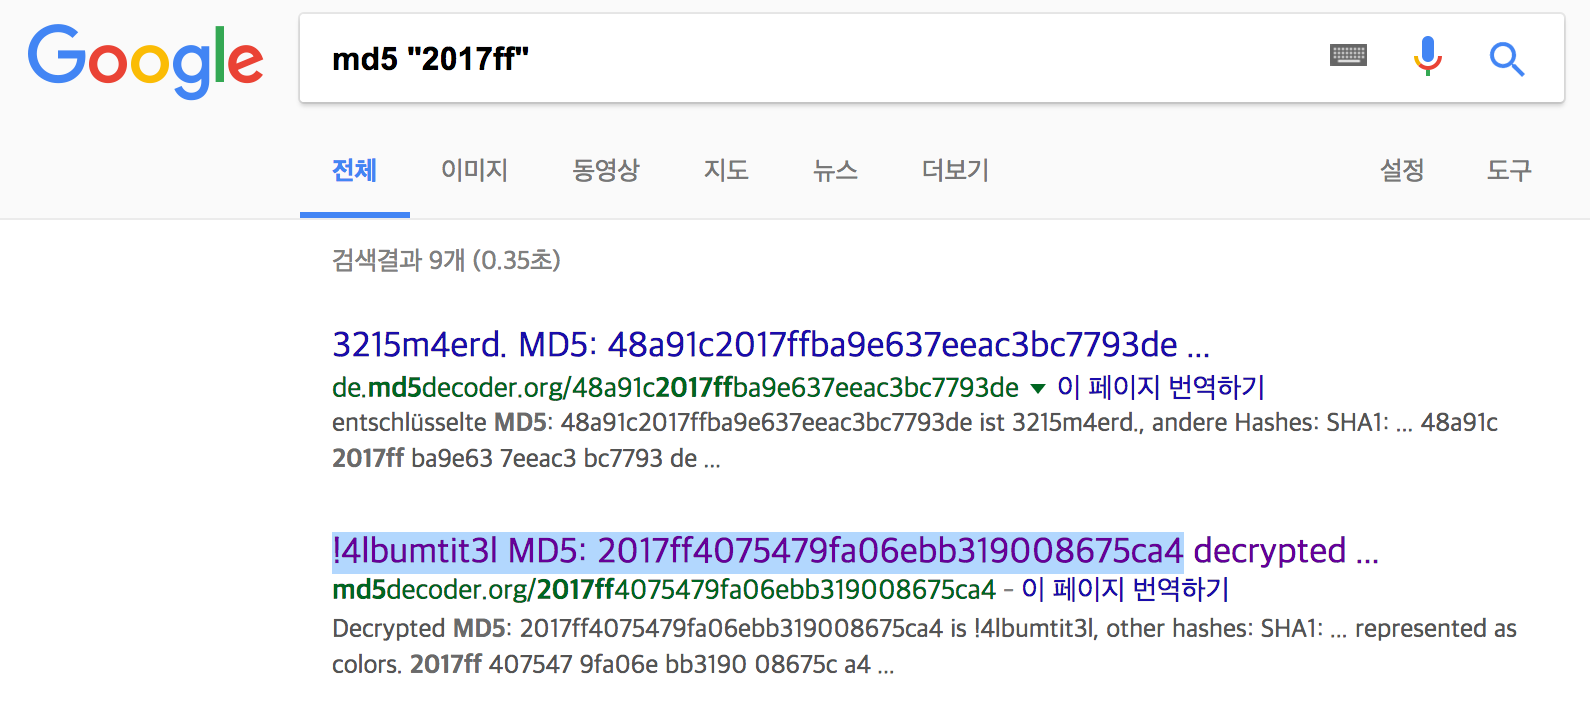 Google
md5 "2017ff"
전체 이미지 동영상 지도 뉴스 더보기 설정 도구
검색결과 9개 (0.35초)
3215m4erd. MD5: 48a91c2017ffba9e637eeac3bc7793de ...
de.md5decoder.org/48a91c2017ffba9e637eeac3bc7793de ▼ 이 페이지 번역하기
entschlüsselte MD5: 48a91c2017ffba9e637eeac3bc7793de ist 3215m4erd., andere Hashes: SHA1: ... 48a91c
2017ff ba9e63 7eeac3 bc7793 de ...
!4lbumtit3l MD5: 2017ff4075479fa06ebb319008675ca4 decrypted ...
md5decoder.org/2017ff4075479fa06ebb319008675ca4 - 이 페이지 번역하기
Decrypted MD5: 2017ff4075479fa06ebb319008675ca4 is !4lbumtit3l, other hashes: SHA1: ... represented as
colors. 2017ff 407547 9fa06e bb3190 08675c a4 ...